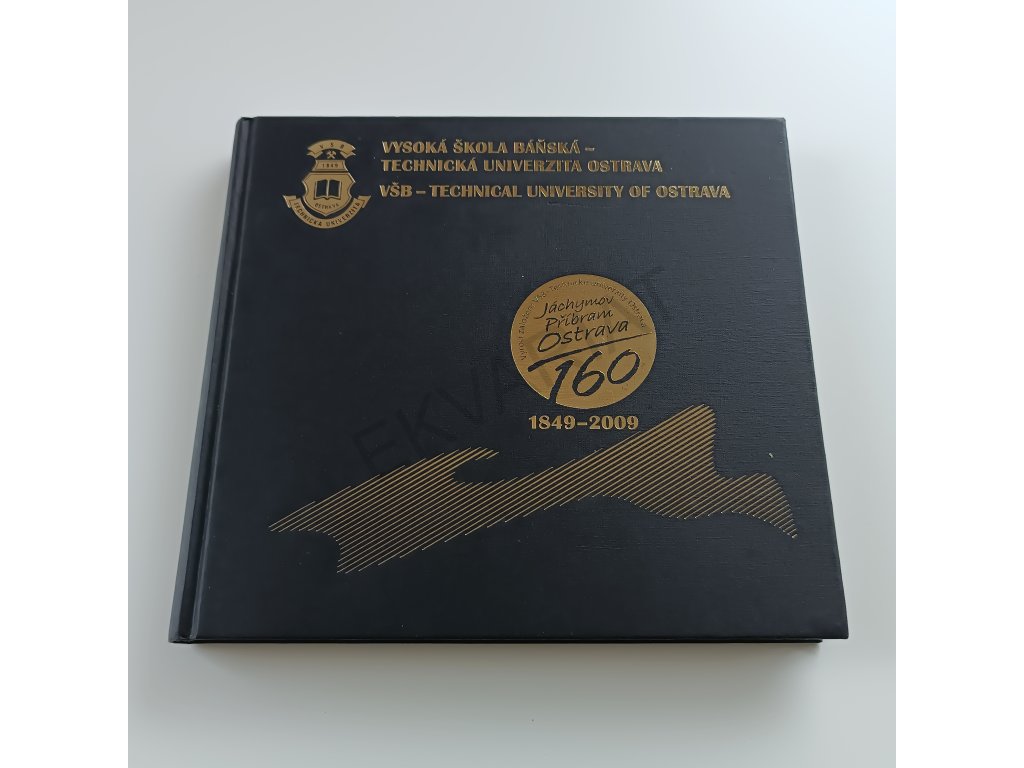 VŠB
1849
OSTRAVA
TECHNICKÁ UNIVERZITA
VYSOKÁ ŠKOLA BÁŇSKÁ –
TECHNICKÁ UNIVERZITA OSTRAVA
VŠB – TECHNICAL UNIVERSITY OF OSTRAVA
Jáchymov
Příbram
Ostrava
160
1849–2009